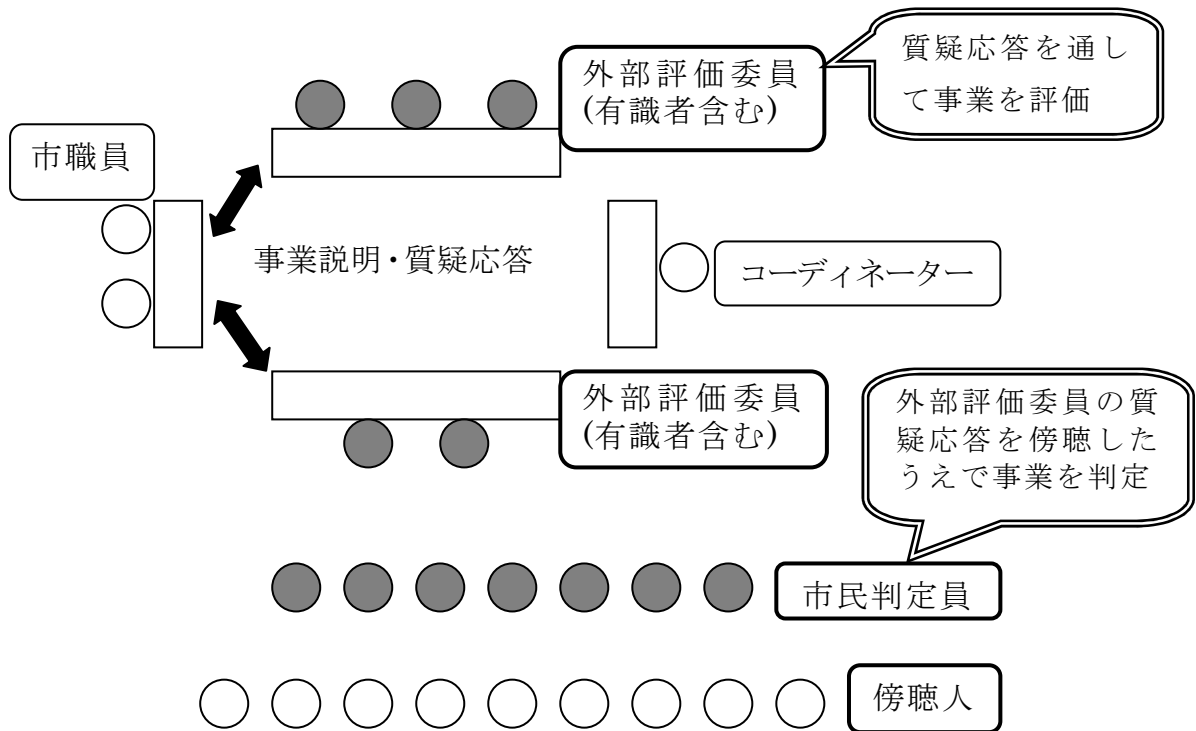 質疑応答を通し
て事業を評価
外部評価委員
(有識者含む)
市職員
事業説明・質疑応答
コーディネーター
外部評価委員
(有識者含む)
外部評価委員の質
疑応答を傍聴した
うえで事業を判定
市民判定員
傍聴人